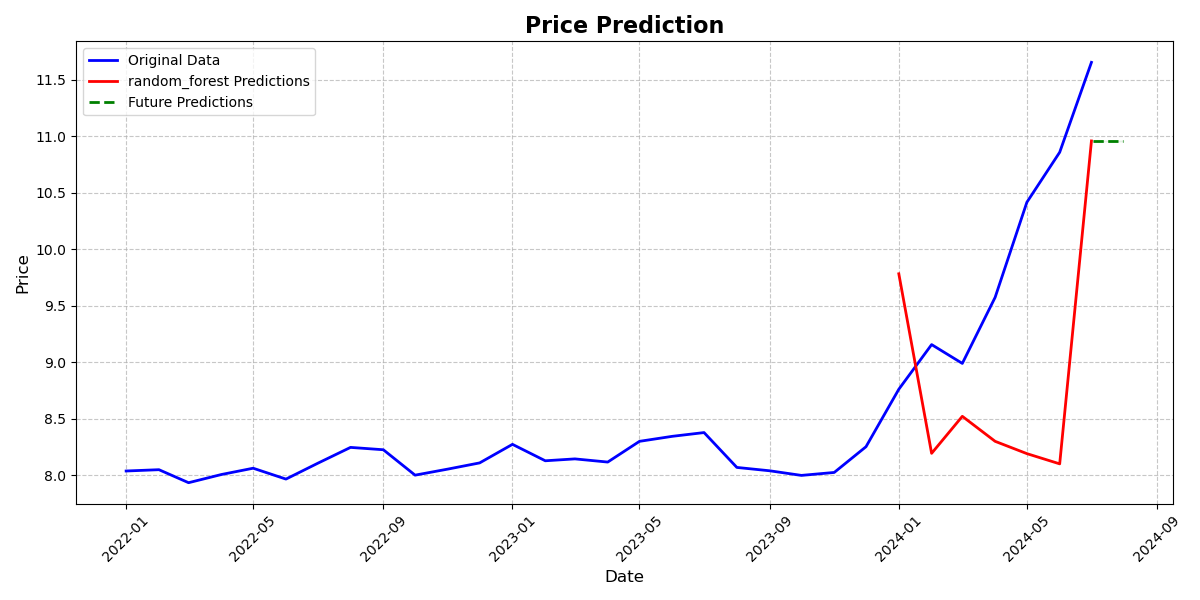 Price Prediction
Original Data
random_forest Predictions
Future Predictions
Price
11.5
11.0
10.5
10.0
9.5
9.0
8.5
8.0
2022-01
2022-05
2022-09
2023-01
2023-05
2023-09
2024-01
2024-05
2024-09
Date